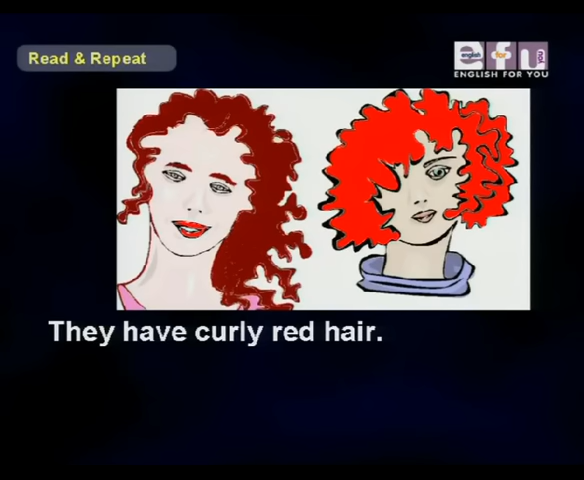 Read & Repeat
english for YOU
ENGLISH FOR YOU
They have curly red hair.